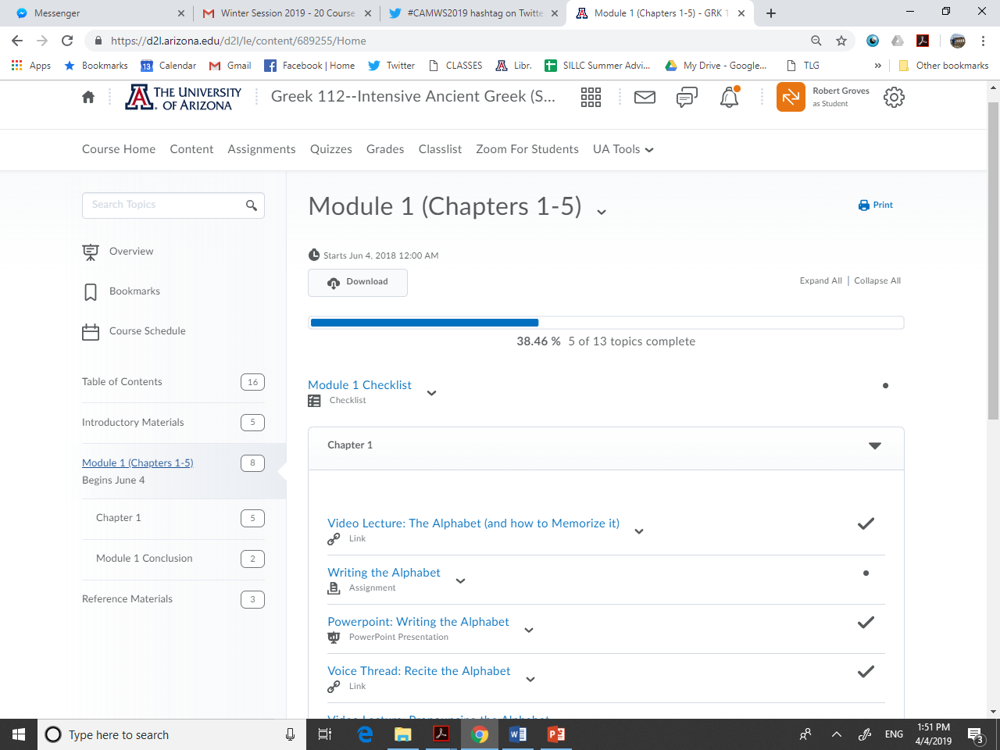 Messenger
Winter Session 2019 - 20 Course
#CAMWS2019 hashtag on Twitte
Module 1 (Chapters 1-5) - GRK 1
https://d2l.arizona.edu/d2l/le/content/689255/Home
Apps
Bookmarks
13
Calendar
Gmail
Facebook | Home
Twitter
CLASSES
Libr.
SILLC Summer Advi...
My Drive - Google...
TLG
»
Other bookmarks
THE UNIVERSITY
OF ARIZONA
Greek 112--Intensive Ancient Greek (S...
Robert Groves
as Student
Course Home
Content
Assignments
Quizzes
Grades
Classlist
Zoom For Students
UA Tools
Search Topics
Overview
Bookmarks
Course Schedule
Table of Contents 16
Introductory Materials 5
Module 1 (Chapters 1-5) 8
Begins June 4
Chapter 1 5
Module 1 Conclusion 2
Reference Materials 3
Module 1 (Chapters 1-5)
Print
Starts Jun 4, 2018 12:00 AM
Download
Expand All | Collapse All
38.46 % 5 of 13 topics complete
Module 1 Checklist
Checklist
Chapter 1
Video Lecture: The Alphabet (and how to Memorize it)
Link
Writing the Alphabet
Assignment
Powerpoint: Writing the Alphabet
PowerPoint Presentation
Voice Thread: Recite the Alphabet
Link
Video Lecture: Pronouncing the Alphabet
Type here to search
ENG
1:51 PM
4/4/2019
3